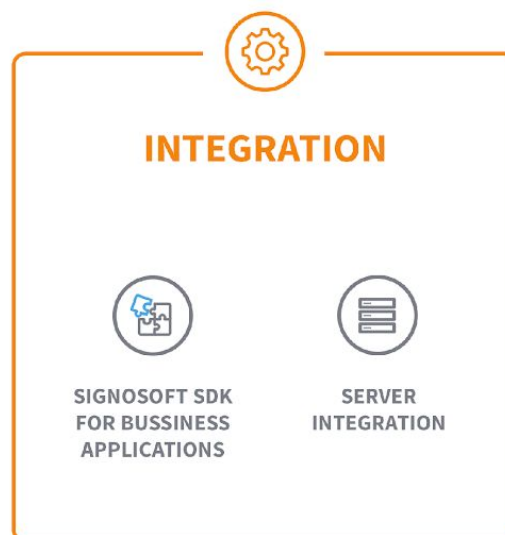 INTEGRATION
SIGNOSOFT SDK
FOR BUSSINESS
APPLICATIONS
SERVER
INTEGRATION